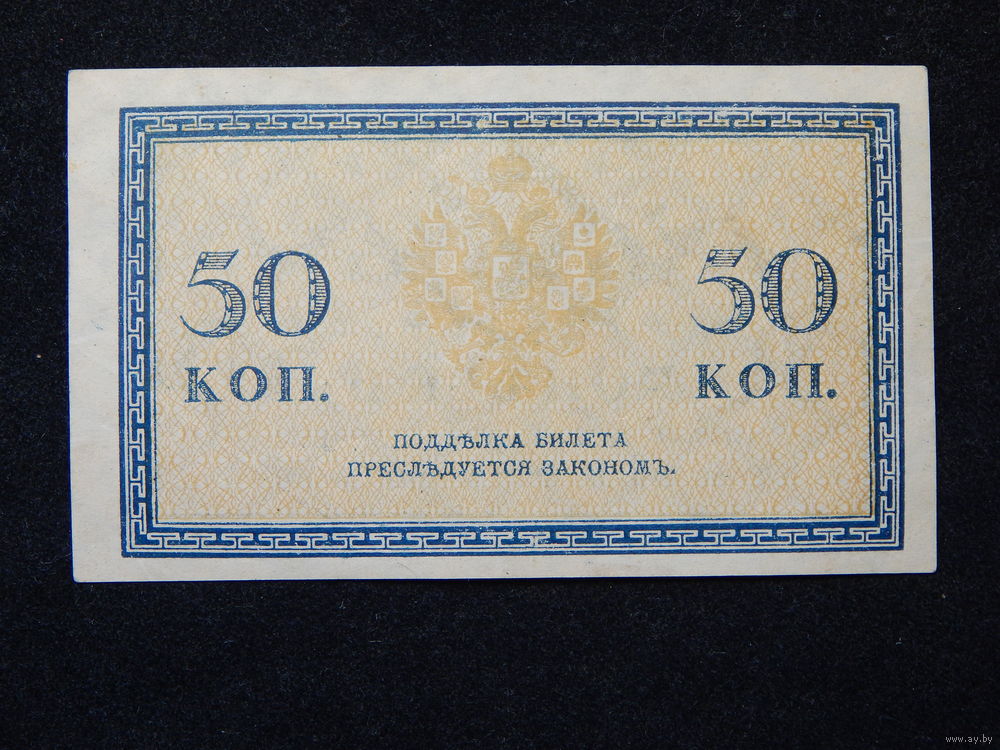 50 50
КОП. КОП.
ПОДДѢЛКА БИЛЕТА
ПРЕСЛѢДУЕТСЯ ЗАКОНОМЪ.
www.ay.by